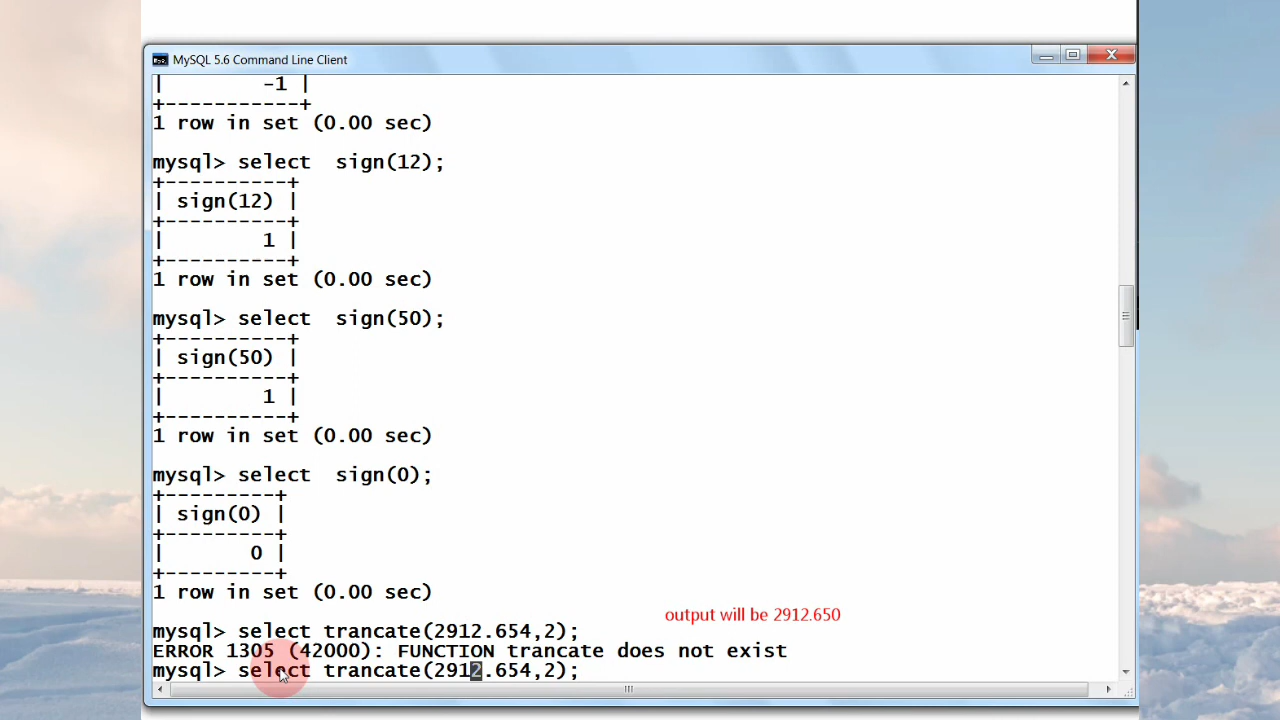 MySQL 5.6 Command Line Client
|        -1 |
+-----------+
1 row in set (0.00 sec)
mysql> select  sign(12);
+----------+
| sign(12) |
+----------+
|        1 |
+----------+
1 row in set (0.00 sec)
mysql> select  sign(50);
+----------+
| sign(50) |
+----------+
|        1 |
+----------+
1 row in set (0.00 sec)
mysql> select  sign(0);
+---------+
| sign(0) |
+---------+
|       0 |
+---------+
1 row in set (0.00 sec)
output will be 2912.650
mysql> select trancate(2912.654,2);
ERROR 1305 (42000): FUNCTION trancate does not exist
mysql> select trancate(2912.654,2);